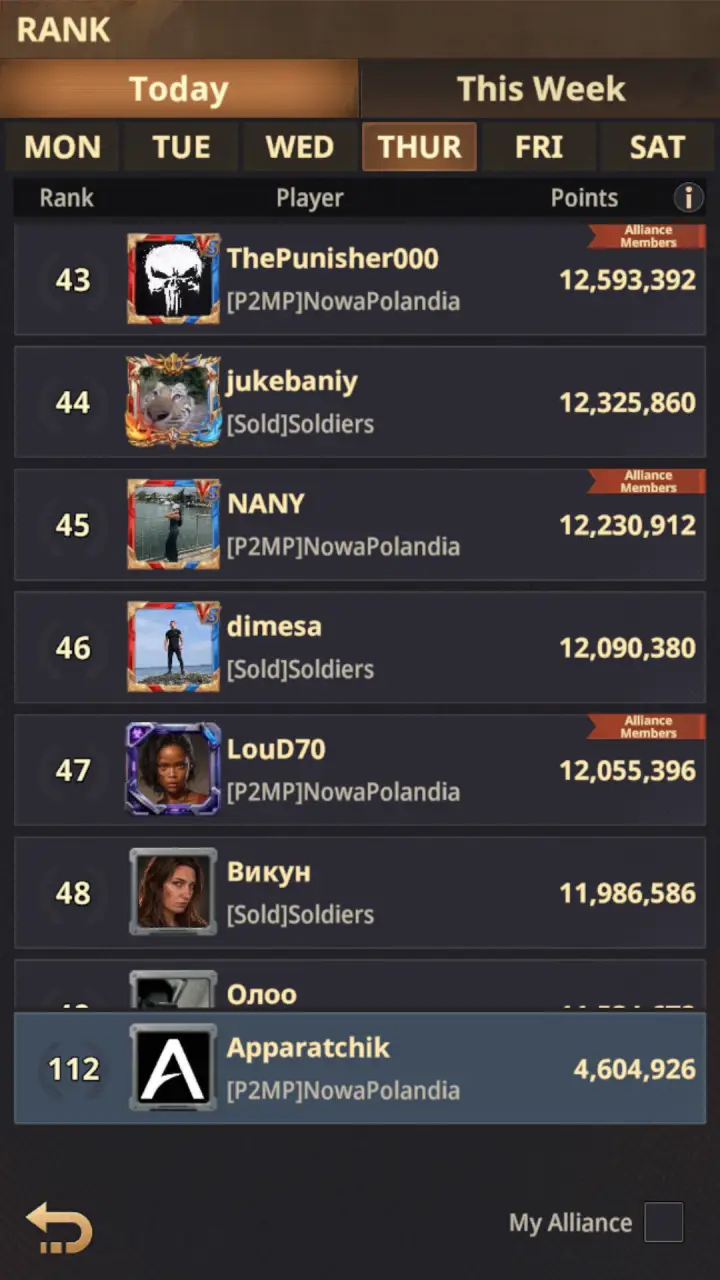 RANK
Today
This Week
MON TUE WED THUR FRI SAT
Rank Player Points i
Alliance
Members
43 ThePunisher000 12,593,392
[P2MP]NowaPolandia
44 jukebaniy 12,325,860
[Sold]Soldiers
Alliance
Members
45 NANY 12,230,912
[P2MP]NowaPolandia
46 dimesa 12,090,380
[Sold]Soldiers
Alliance
Members
47 LouD70 12,055,396
[P2MP]NowaPolandia
48 Викун 11,986,586
[Sold]Soldiers
Олоо
112 Apparatchik 4,604,926
[P2MP]NowaPolandia
My Alliance